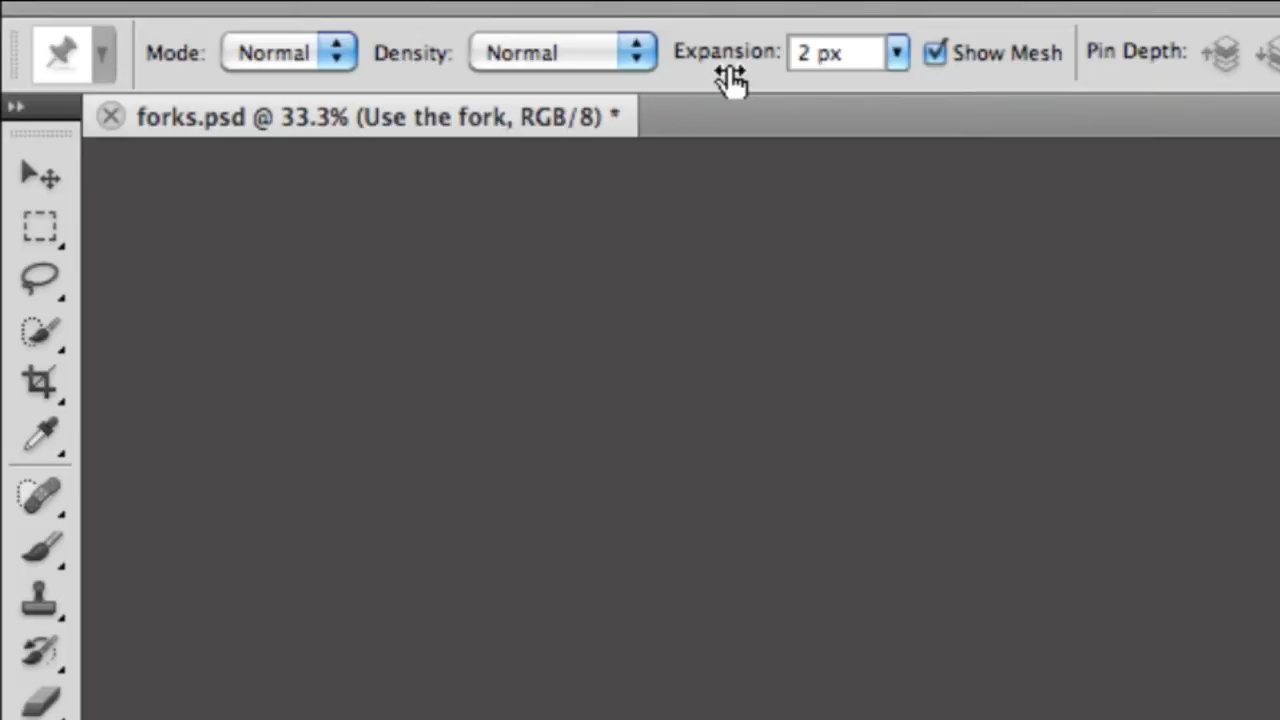 Mode: Normal Density: Normal Expansion: 2 px Show Mesh Pin Depth:
forks.psd @ 33.3% (Use the fork, RGB/8) *